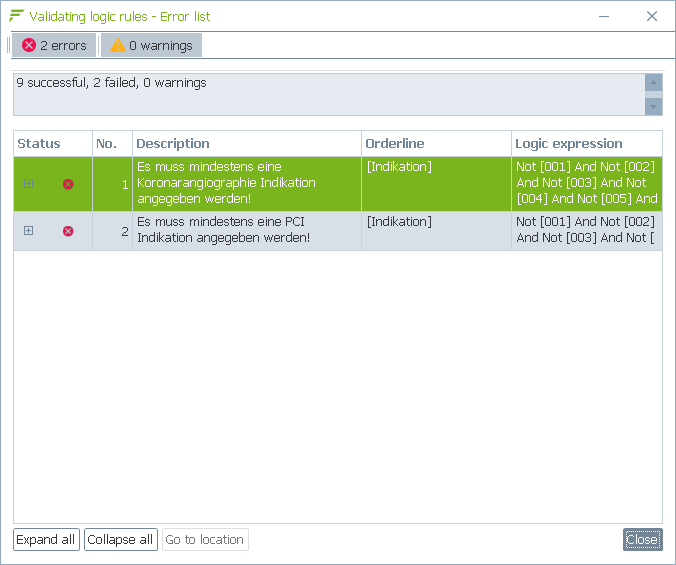 Validating logic rules - Error list
2 errors
0 warnings
9 successful, 2 failed, 0 warnings
Status No. Description Orderline Logic expression
1 Es muss mindestens eine [Indikation] Not [001] And Not [002]
Koronarangiographie Indikation And Not [003] And Not
angegeben werden! [004] And Not [005] And
2 Es muss mindestens eine PCI [Indikation] Not [001] And Not [002]
Indikation angegeben werden! And Not [003] And Not [
Expand all Collapse all Go to location Close